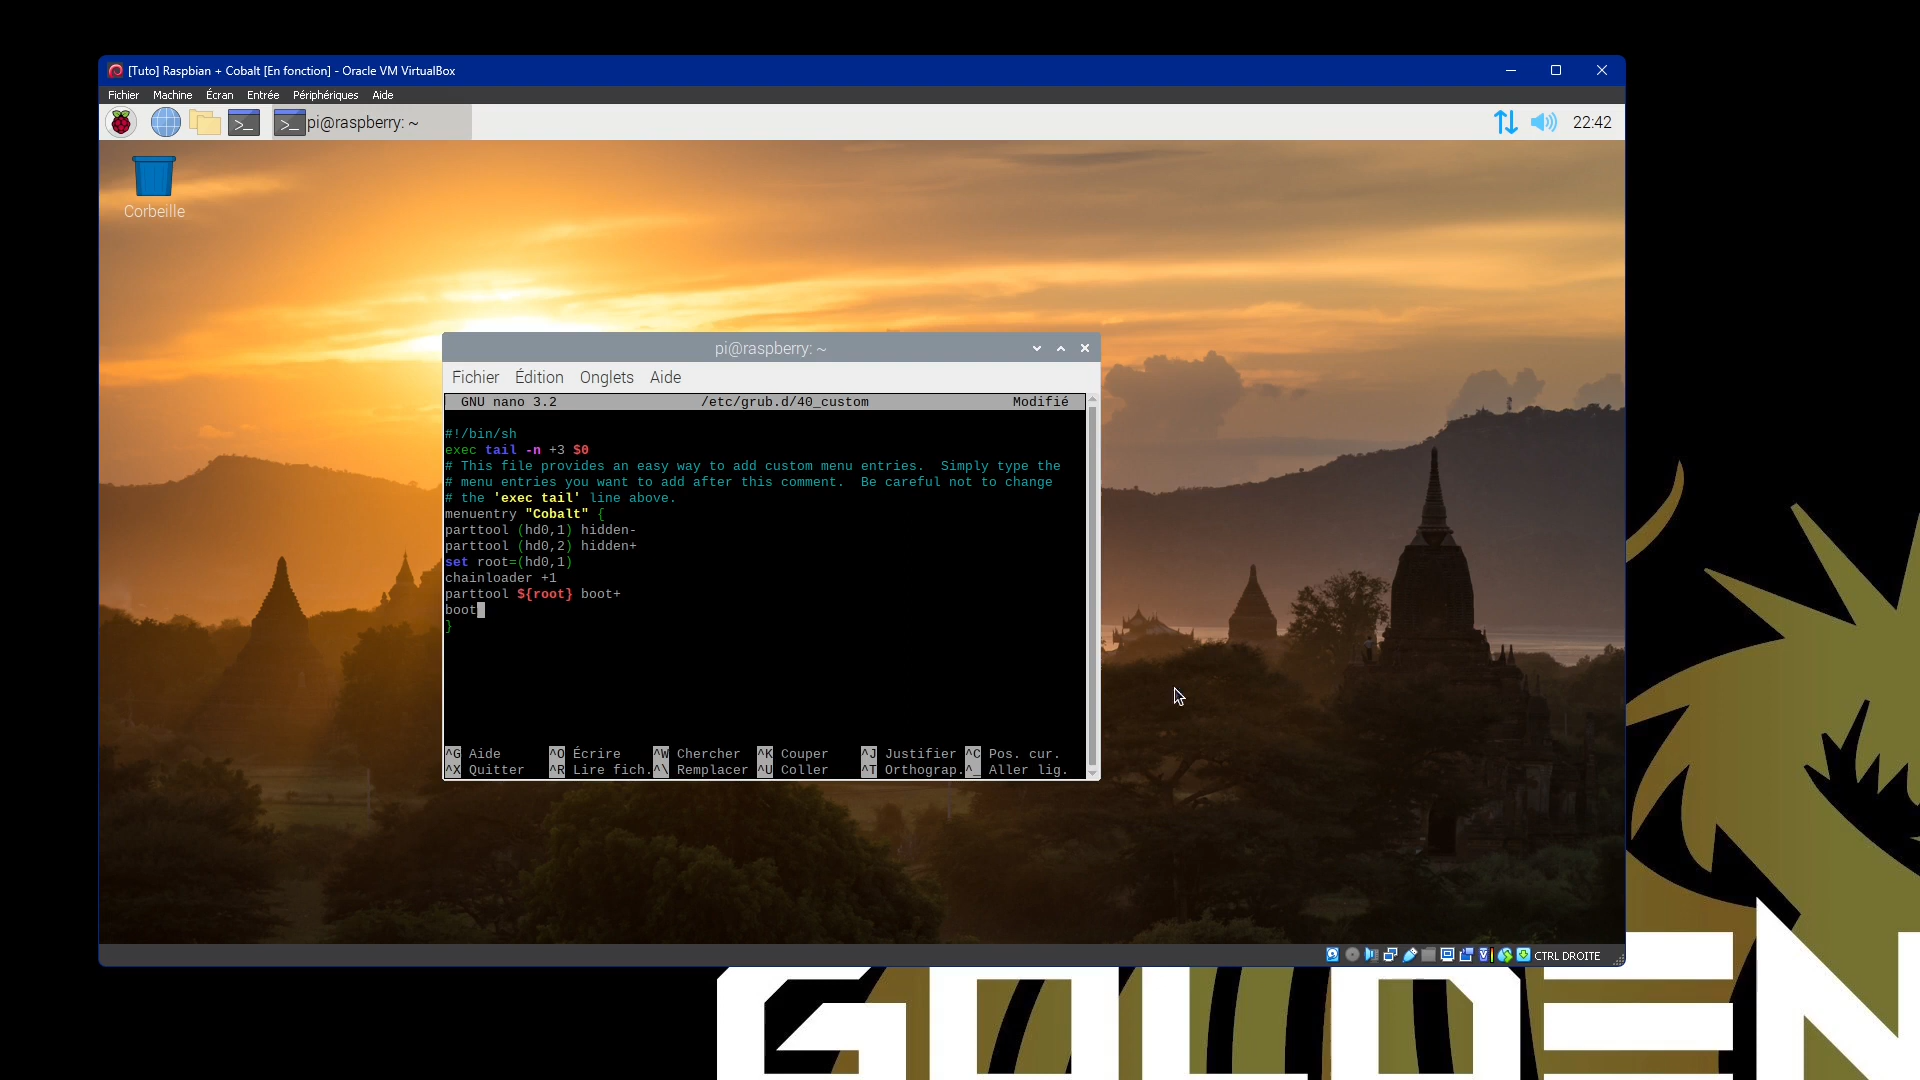 [Tuto] Raspbian + Cobalt [En fonction] - Oracle VM VirtualBox
Fichier Machine Écran Entrée Périphériques Aide
pi@raspberry: ~
22:42
Corbeille
pi@raspberry: ~
Fichier Édition Onglets Aide
GNU nano 3.2 /etc/grub.d/40_custom Modifié
#!/bin/sh
exec tail -n +3 $0
# This file provides an easy way to add custom menu entries.  Simply type the
# menu entries you want to add after this comment.  Be careful not to change
# the 'exec tail' line above.
menuentry "Cobalt" {
parttool (hd0,1) hidden-
parttool (hd0,2) hidden+
set root=(hd0,1)
chainloader +1
parttool ${root} boot+
boot
}
^G Aide ^O Écrire ^W Chercher ^K Couper ^J Justifier ^C Pos. cur.
^X Quitter ^R Lire fich. ^\ Remplacer ^U Coller ^T Orthograp. ^_ Aller lig.
CTRL DROITE
GOLDEN